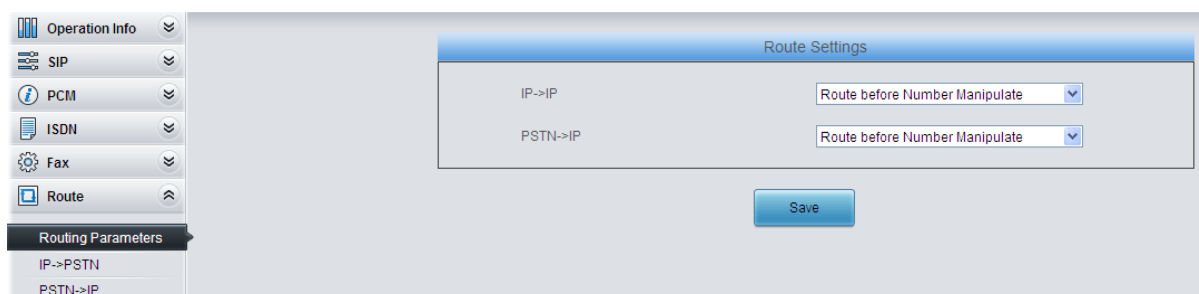 Operation Info
SIP
PCM
ISDN
Fax
Route
Routing Parameters
IP->PSTN
PSTN->IP
Route Settings
IP->IP Route before Number Manipulate
PSTN->IP Route before Number Manipulate
Save